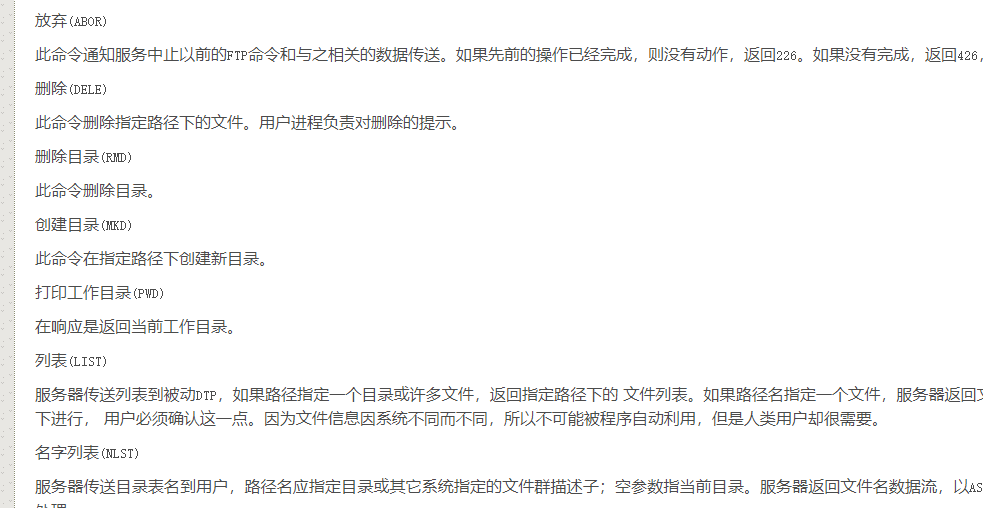 放弃(ABOR)
此命令通知服务中止以前的FTP命令和与之相关的数据传送。如果先前的操作已经完成，则没有动作，返回226。如果没有完成，返回426，
删除(DELE)
此命令删除指定路径下的文件。用户进程负责对删除的提示。
删除目录(RMD)
此命令删除目录。
创建目录(MKD)
此命令在指定路径下创建新目录。
打印工作目录(PWD)
在响应是返回当前工作目录。
列表(LIST)
服务器传送列表到被动DTP，如果路径指定一个目录或许多文件，返回指定路径下的 文件列表。如果路径名指定一个文件，服务器返回文
下进行， 用户必须确认这一点。因为文件信息因系统不同而不同，所以不可能被程序自动利用，但是人类用户却很需要。
名字列表(NLST)
服务器传送目录表名到用户，路径名应指定目录或其它系统指定的文件群描述子；空参数指当前目录。服务器返回文件名数据流，以AS